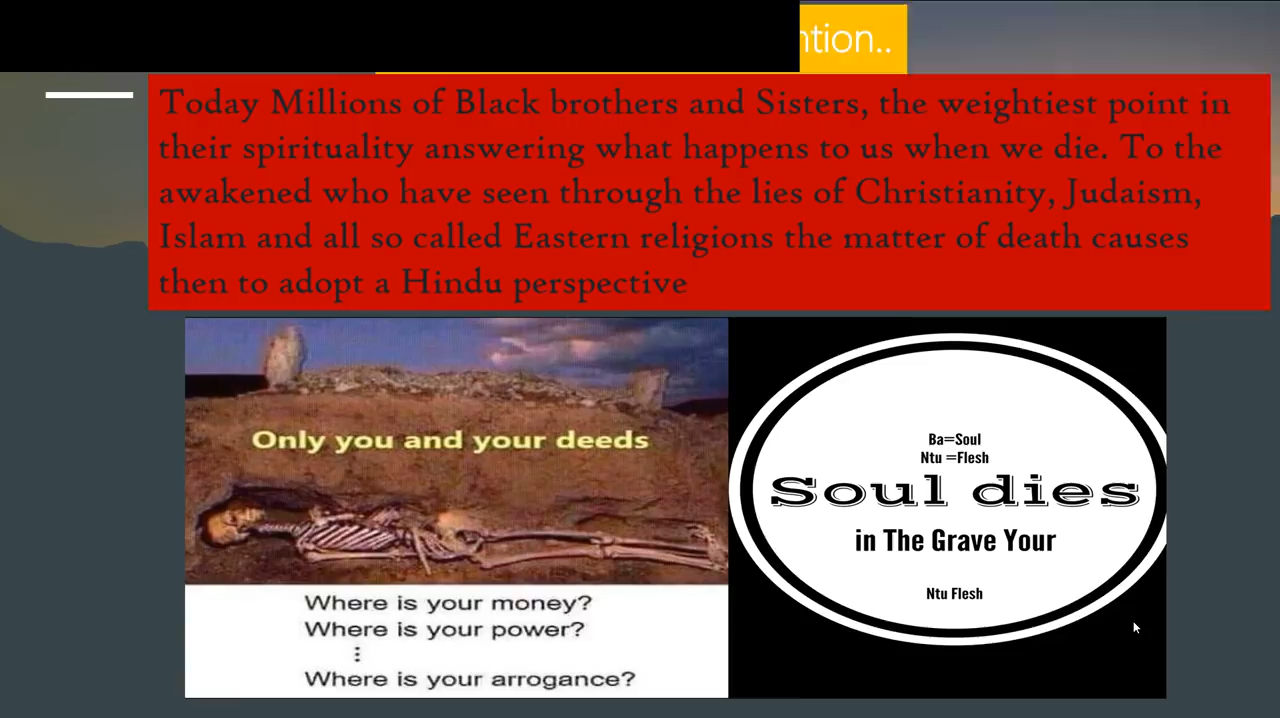 ntion..
Today Millions of Black brothers and Sisters, the weightiest point in
their spirituality answering what happens to us when we die. To the
awakened who have seen through the lies of Christianity, Judaism,
Islam and all so called Eastern religions the matter of death causes
then to adopt a Hindu perspective
Only you and your deeds
Where is your money?
Where is your power?
⋮
Where is your arrogance?
Ba=Soul
Ntu =Flesh
Soul dies
in The Grave Your
Ntu Flesh